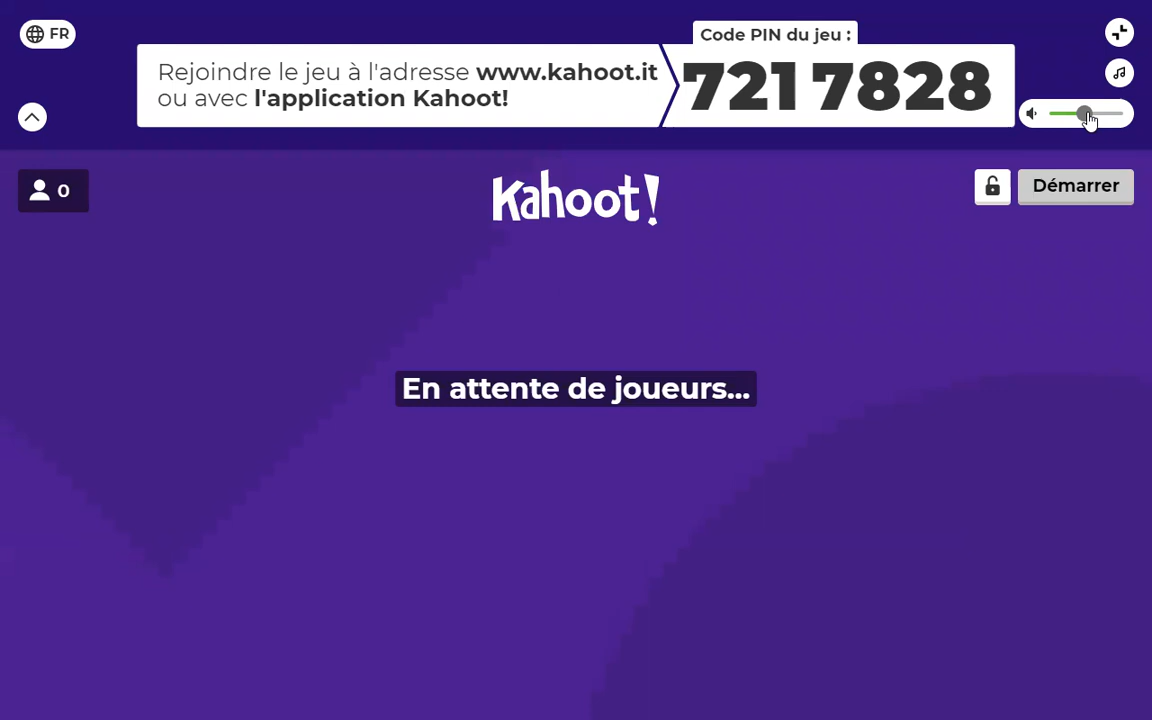 FR
Code PIN du jeu :
Rejoindre le jeu à l'adresse www.kahoot.it
ou avec l'application Kahoot!
721 7828
0
Kahoot!
Démarrer
En attente de joueurs...